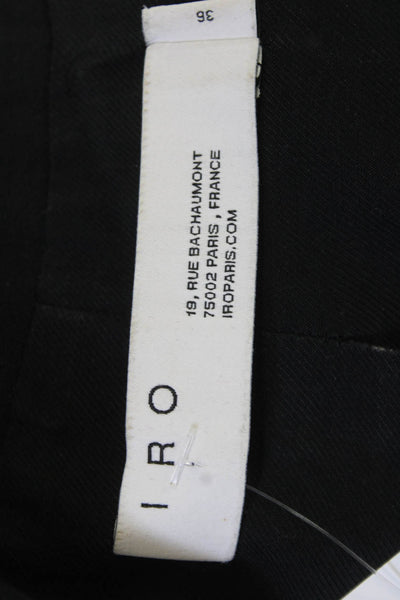 36
IRO
19, RUE BACHAUMONT
75002 PARIS , FRANCE
IROPARIS.COM